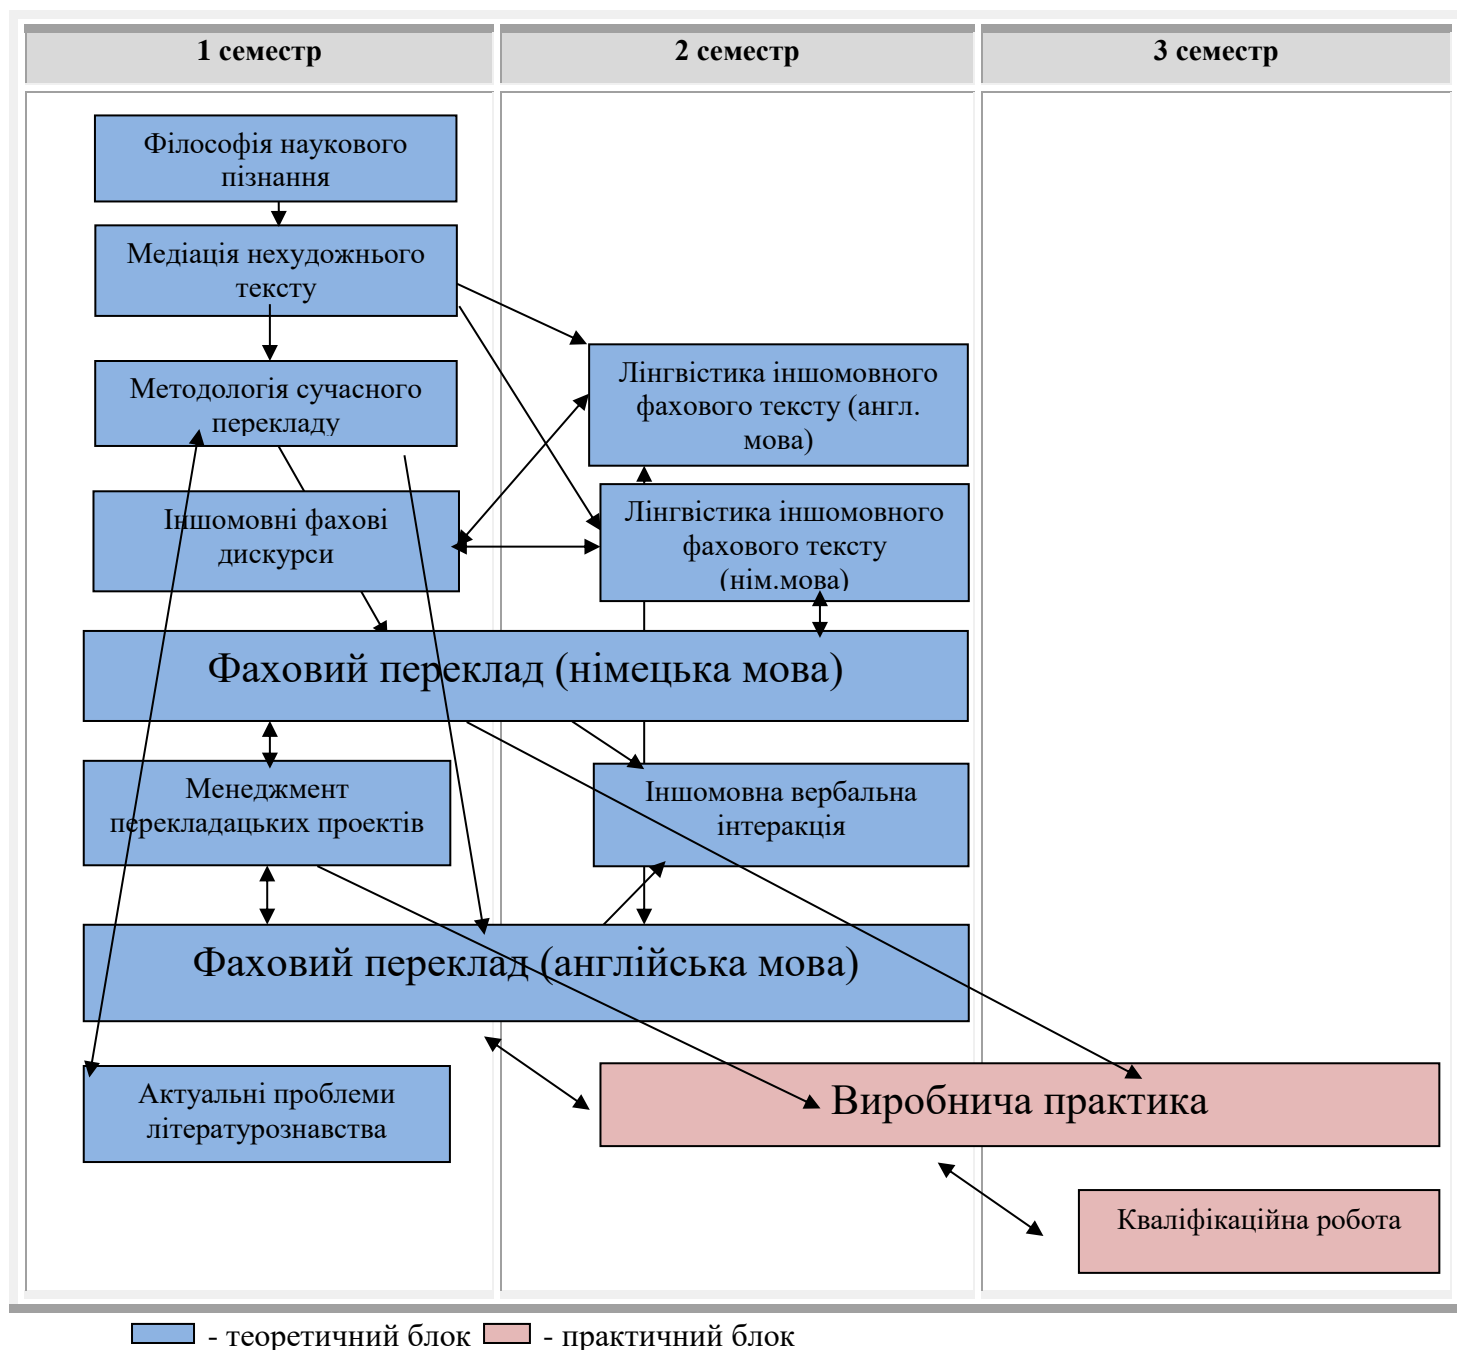 1 семестр
2 семестр
3 семестр
Філософія наукового
пізнання
Медіація нехудожнього
тексту
Методологія сучасного
перекладу
Лінгвістика іншомовного
фахового тексту (англ.
мова)
Іншомовні фахові
дискурси
Лінгвістика іншомовного
фахового тексту
(нім.мова)
Фаховий переклад (німецька мова)
Менеджмент
перекладацьких проектів
Іншомовна вербальна
інтеракція
Фаховий переклад (англійська мова)
Актуальні проблеми
літературознавства
Виробнича практика
Кваліфікаційна робота
- теоретичний блок - практичний блок